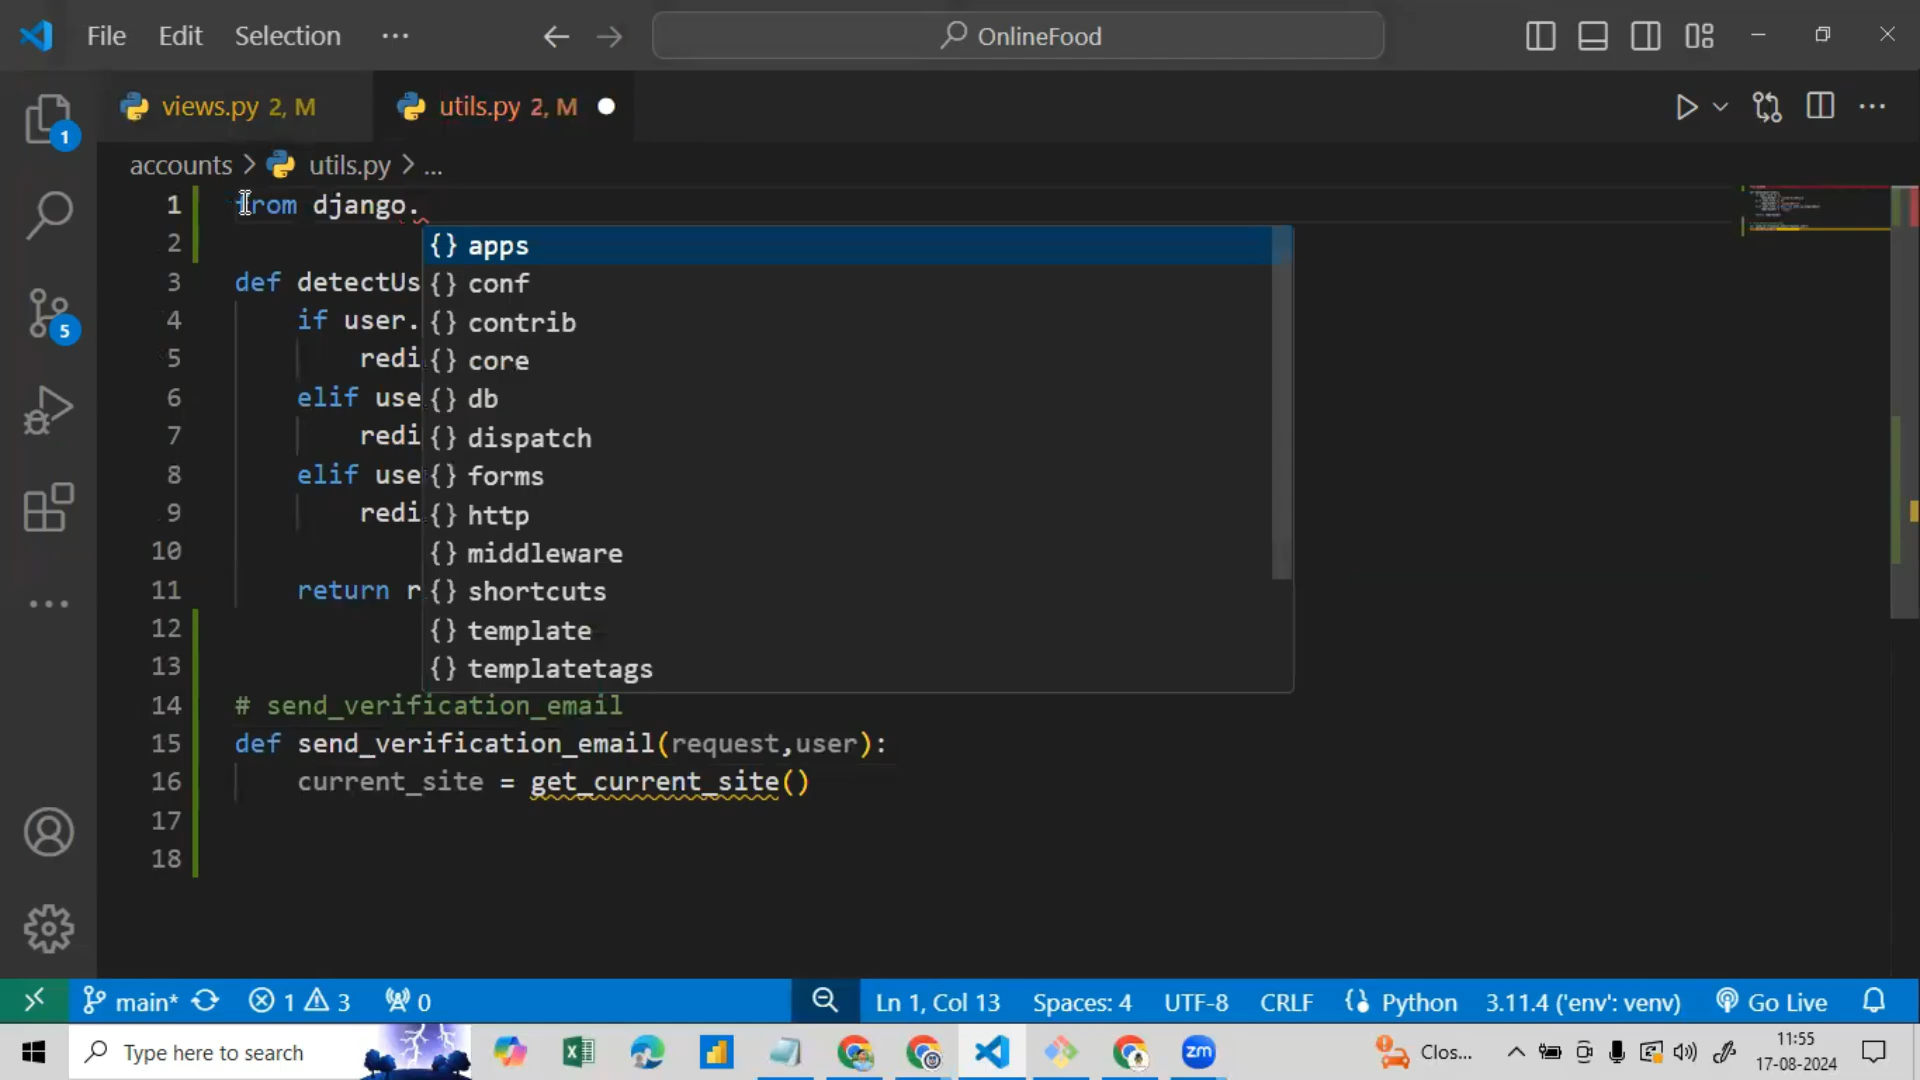 File Edit Selection ... OnlineFood
views.py 2, M utils.py 2, M
1
accounts > utils.py > ...
1 from django.
2 apps
3 def detectUs conf
4 if user. contrib
5 redi core
6 elif use db
7 redi dispatch
8 elif use forms
9 redi http
10 middleware
11 return r shortcuts
12 template
13 templatetags
5
14 # send_verification_email
15 def send_verification_email(request,user):
16 current_site = get_current_site()
17
18
main* 1 3 0 Ln 1, Col 13 Spaces: 4 UTF-8 CRLF {} Python 3.11.4 ('env': venv) Go Live
Type here to search zm Clos... 11:55
17-08-2024